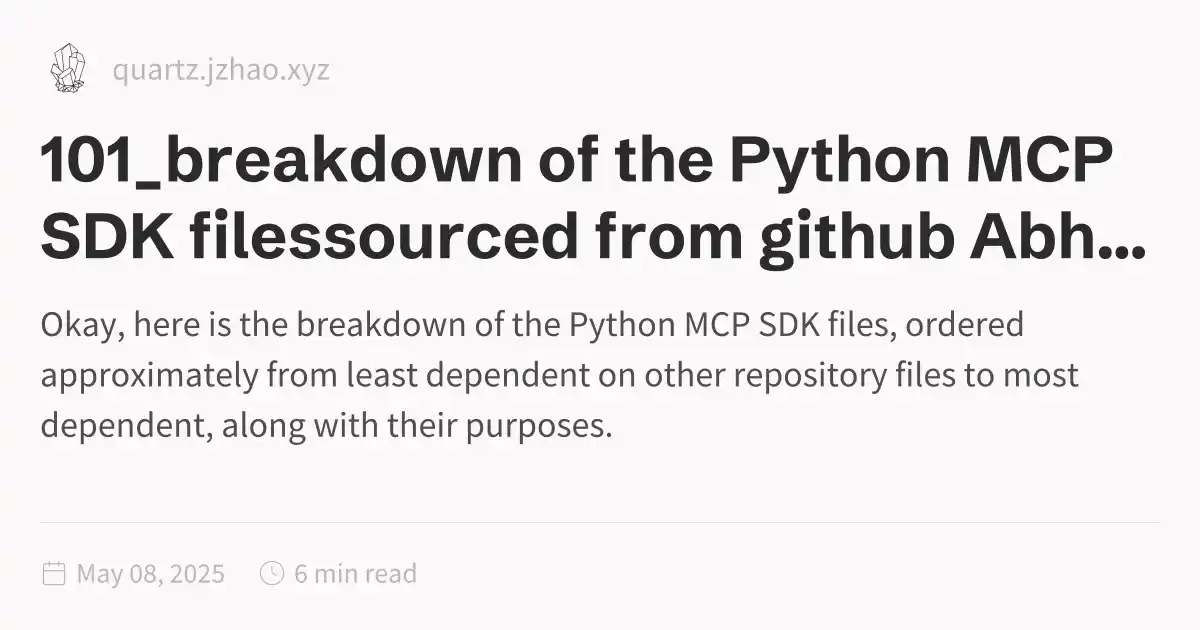 quartz.jzhao.xyz
101_breakdown of the Python MCP
SDK filessourced from github Abh...
Okay, here is the breakdown of the Python MCP SDK files, ordered
approximately from least dependent on other repository files to most
dependent, along with their purposes.
May 08, 2025 6 min read